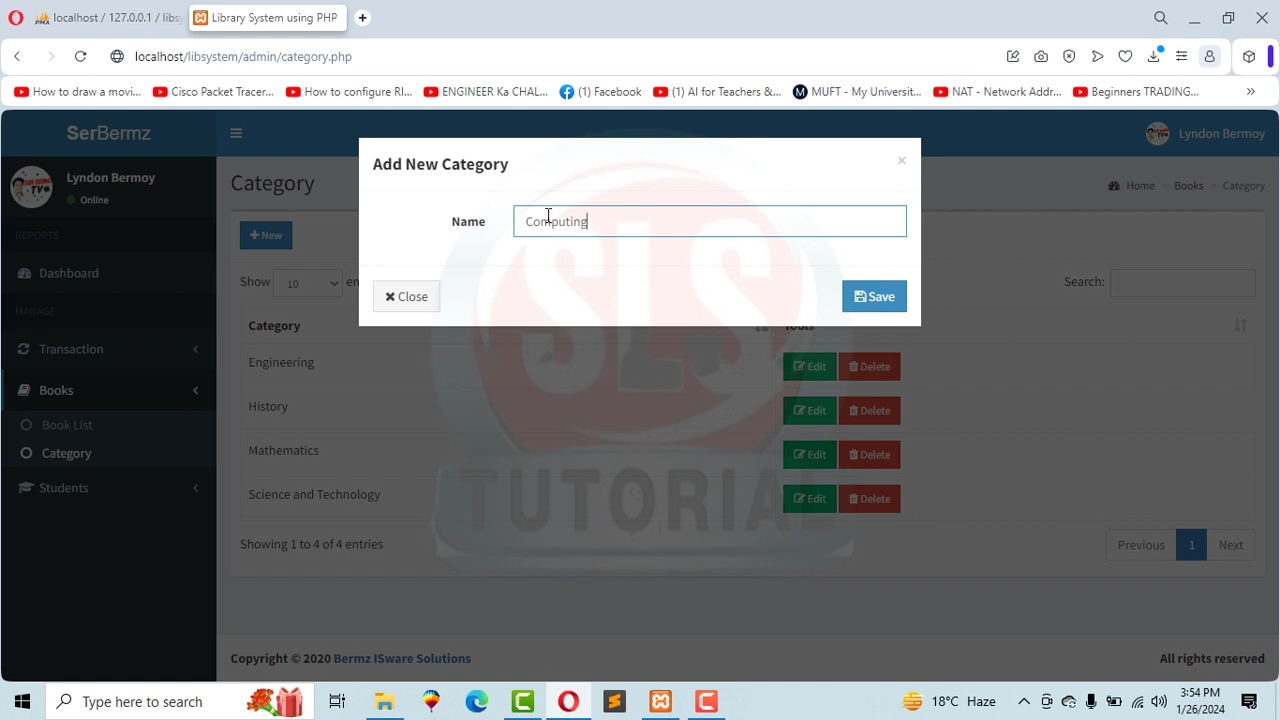 localhost / 127.0.0.1 / libsy
Library System using PHP
localhost/libsystem/admin/category.php
How to draw a movi...
Cisco Packet Tracer...
How to configure RI...
ENGINEER Ka CHAL...
(1) Facebook
(1) AI for Teachers &...
MUFT - My Universit...
NAT - Network Addr...
Beginners TRADING...
SerBermz
Lyndon Bermoy
Lyndon Bermoy
Online
REPORTS
Dashboard
MANAGE
Transaction
Books
Book List
Category
Students
Category
Home > Books > Category
+ New
Show 10 en
Search:
Add New Category
×
Name Computing
Close
Save
Category Tools
Engineering Edit Delete
History Edit Delete
Mathematics Edit Delete
Science and Technology Edit Delete
Showing 1 to 4 of 4 entries
Previous 1 Next
SLS
TUTORIAL
Copyright © 2020 Bermz ISware Solutions
All rights reserved
Type here to search
18°C Haze
3:54 PM
1/26/2024